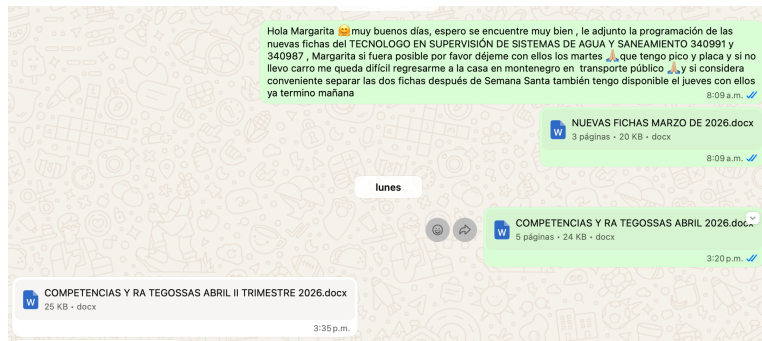 Hola Margarita 🤗 muy buenos días, espero se encuentre muy bien , le adjunto la programación de las
nuevas fichas del TECNOLOGO EN SUPERVISIÓN DE SISTEMAS DE AGUA Y SANEAMIENTO 340991 y
340987 , Margarita si fuera posible por favor déjeme con ellos los martes 🙏🏼que tengo pico y placa y si no
llevo carro me queda difícil regresarme a la casa en montenegro en transporte público 🙏🏼y si considera
conveniente separar las dos fichas después de Semana Santa también tengo disponible el jueves con ellos
ya termino mañana
8:09 a.m.
NUEVAS FICHAS MARZO DE 2026.docx
3 páginas • 20 KB • docx
8:09 a.m.
lunes
COMPETENCIAS Y RA TEGOSSAS ABRIL 2026.docx
5 páginas • 24 KB • docx
3:20 p.m.
COMPETENCIAS Y RA TEGOSSAS ABRIL II TRIMESTRE 2026.docx
25 KB • docx
3:35 p.m.